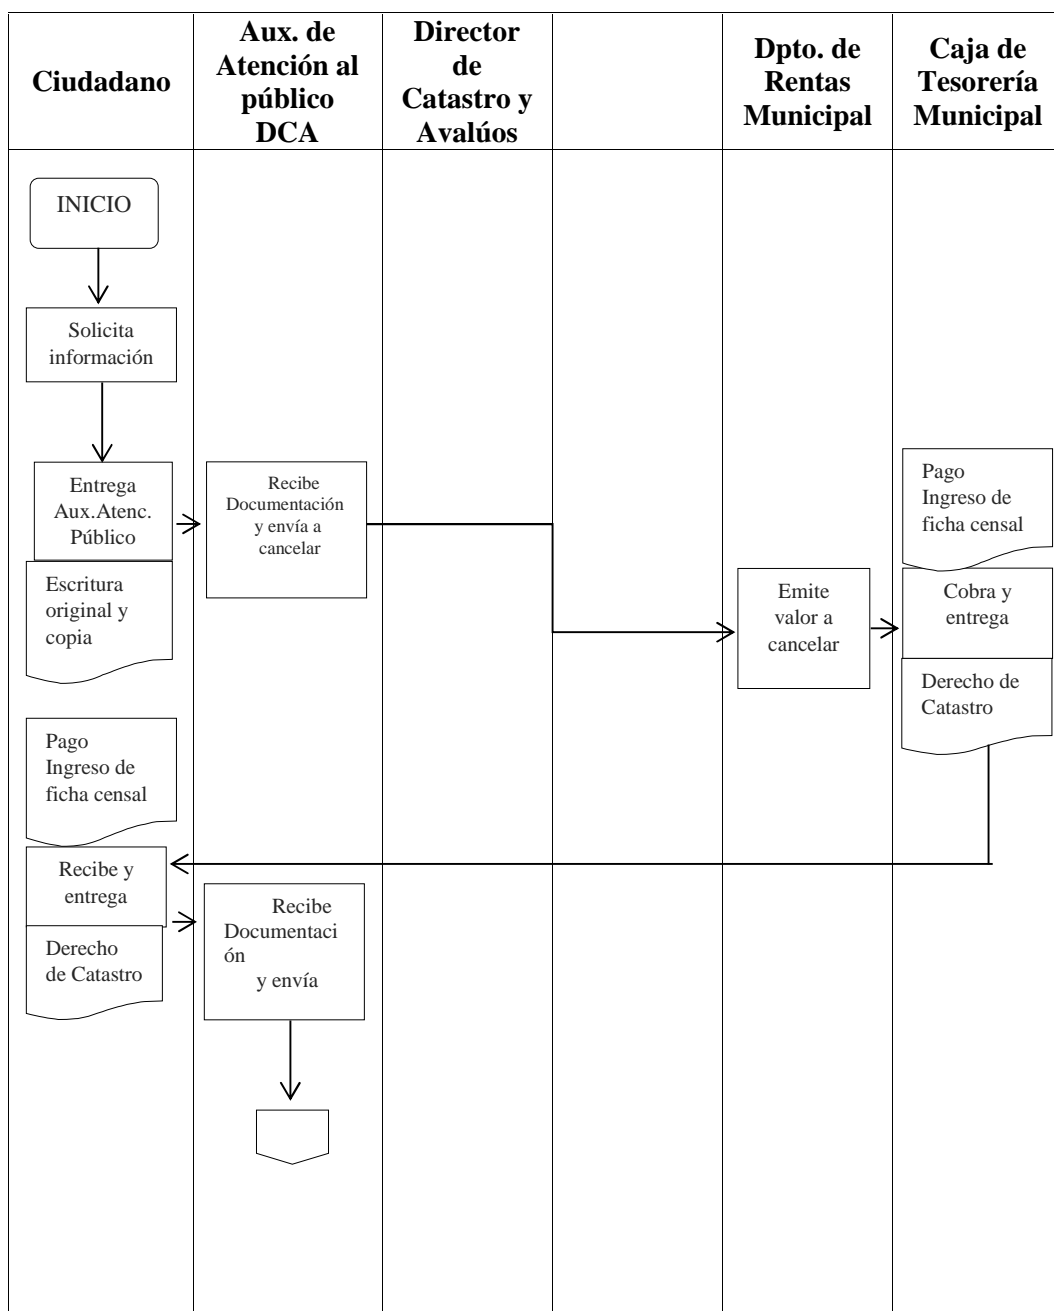 Ciudadano
Aux. de
Atención al
público
DCA
Director
de
Catastro y
Avalúos
Dpto. de
Rentas
Municipal
Caja de
Tesorería
Municipal
INICIO
Solicita
información
Entrega
Aux.Atenc.
Público
Escritura
original y
copia
Recibe
Documentación
y envía a
cancelar
Emite
valor a
cancelar
Pago
Ingreso de
ficha censal
Cobra y
entrega
Derecho de
Catastro
Pago
Ingreso de
ficha censal
Recibe y
entrega
Derecho
de Catastro
Recibe
Documentaci
ón
y envía